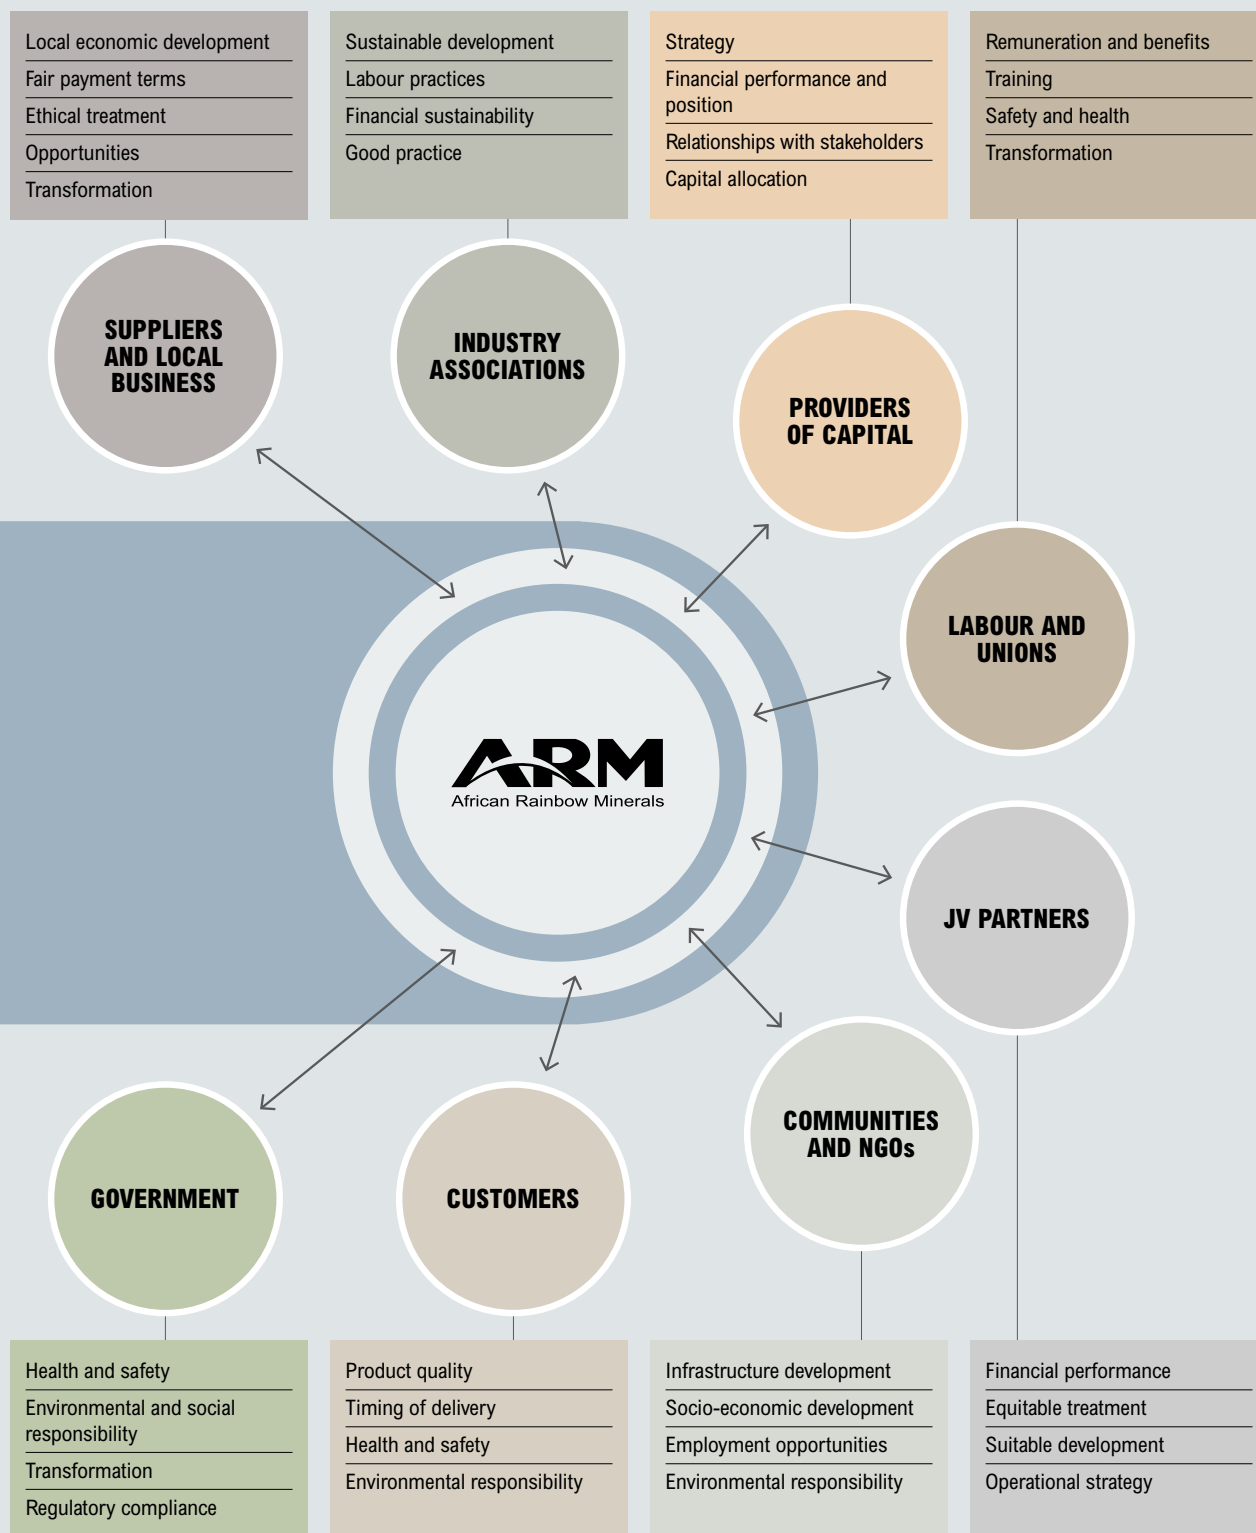 Local economic development
Fair payment terms
Ethical treatment
Opportunities
Transformation
Sustainable development
Labour practices
Financial sustainability
Good practice
Strategy
Financial performance and
position
Relationships with stakeholders
Capital allocation
Remuneration and benefits
Training
Safety and health
Transformation
SUPPLIERS
AND LOCAL
BUSINESS
INDUSTRY
ASSOCIATIONS
PROVIDERS
OF CAPITAL
LABOUR AND
UNIONS
ARM
African Rainbow Minerals
JV PARTNERS
COMMUNITIES
AND NGOs
GOVERNMENT
CUSTOMERS
Health and safety
Environmental and social
responsibility
Transformation
Regulatory compliance
Product quality
Timing of delivery
Health and safety
Environmental responsibility
Infrastructure development
Socio-economic development
Employment opportunities
Environmental responsibility
Financial performance
Equitable treatment
Suitable development
Operational strategy